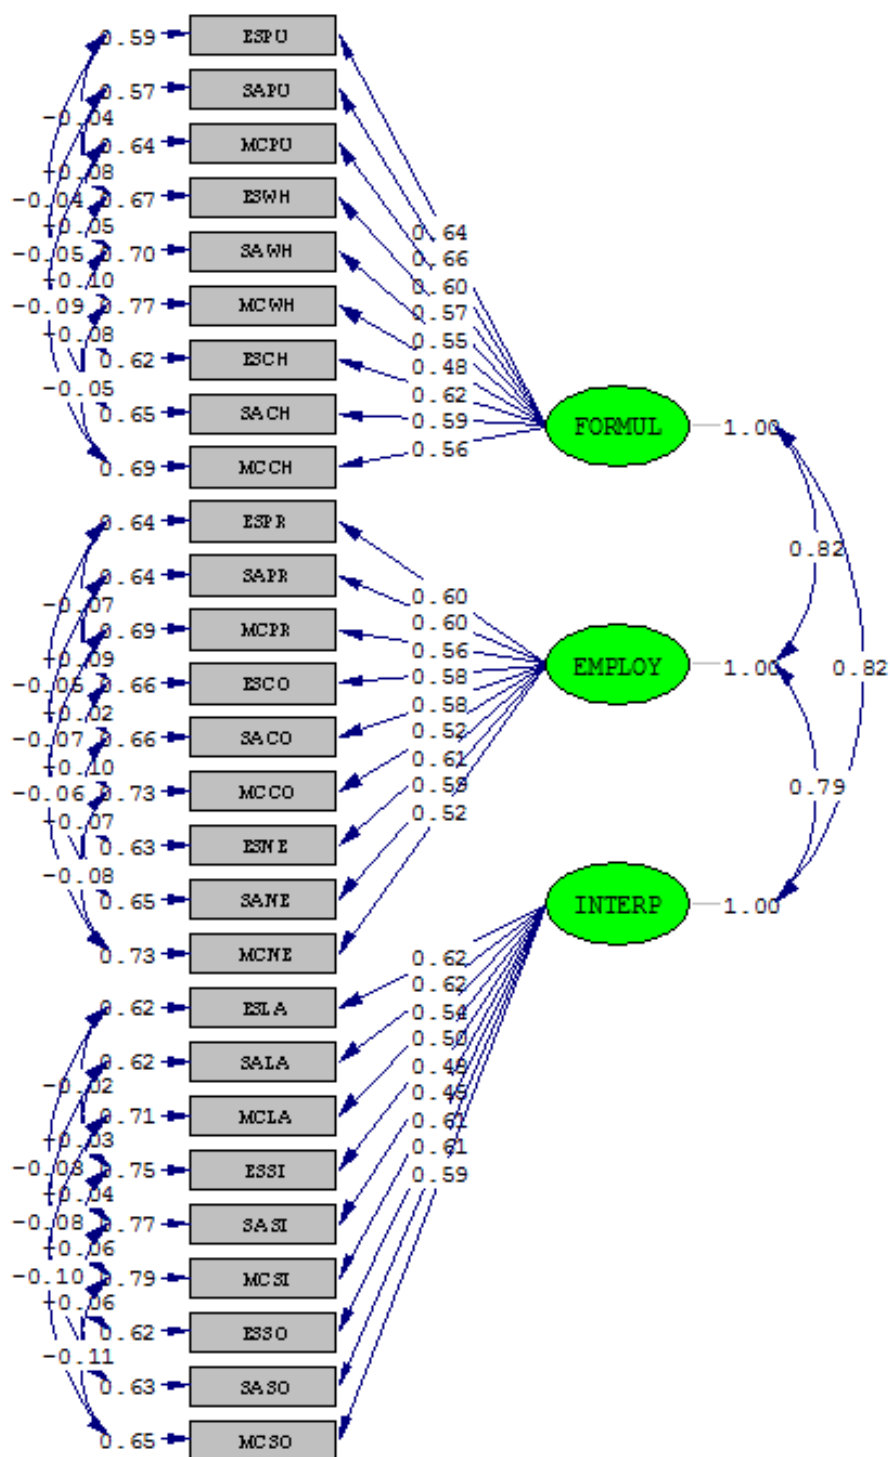 0.59 ESPU
0.57 SAPU
-0.04
0.64 MCPU
+0.08
-0.04 0.67 ESWH
+0.05
0.64
-0.05 0.70 SAWH
0.66
+0.10
0.60
-0.09 0.77 MCWH
0.57
+0.08
0.55
0.62 ESCH
0.48
-0.05
0.62
0.65 SACH
0.59
FORMUL 1.00
0.56
0.69 MCCH
0.64 ESPR
0.82
0.64 SAPR
0.60
-0.07
0.60
0.69 MCPR
0.56
+0.09
EMPLOY 1.00 0.82
0.58
-0.05 0.66 ESCO
0.58
+0.02
0.52
-0.07 0.66 SACO
0.61
+0.10
0.59
-0.06 0.73 MCCO
0.79
0.52
+0.07
0.63 ESNE
-0.08
0.65 SANE
INTERP 1.00
0.73 MCNE
0.62
0.62
0.62 ESLA
0.54
0.50
0.62 SALA
-0.02
0.71 MCLA
0.61
+0.03
0.61
-0.08 0.75 ESSI
0.59
+0.04
-0.08 0.77 SASI
+0.06
-0.10 0.79 MCSI
+0.06
0.62 ESSO
-0.11
0.63 SASO
0.65 MCSO